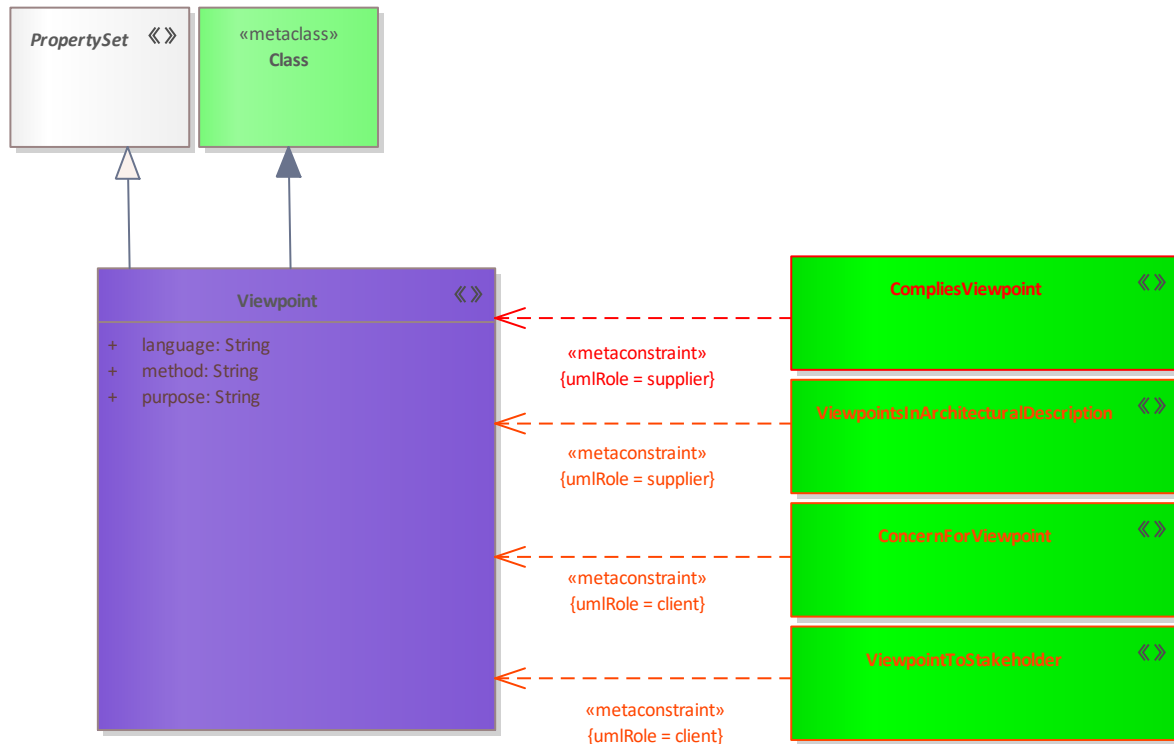 PropertySet «»
«metaclass»
Class
Viewpoint «»
+ language: String
+ method: String
+ purpose: String
CompliesViewpoint «»
«metaconstraint»
{umlRole = supplier}
ViewpointsInArchitecturalDescription «»
«metaconstraint»
{umlRole = supplier}
ConcernForViewpoint «»
«metaconstraint»
{umlRole = client}
ViewpointToStakeholder «»
«metaconstraint»
{umlRole = client}